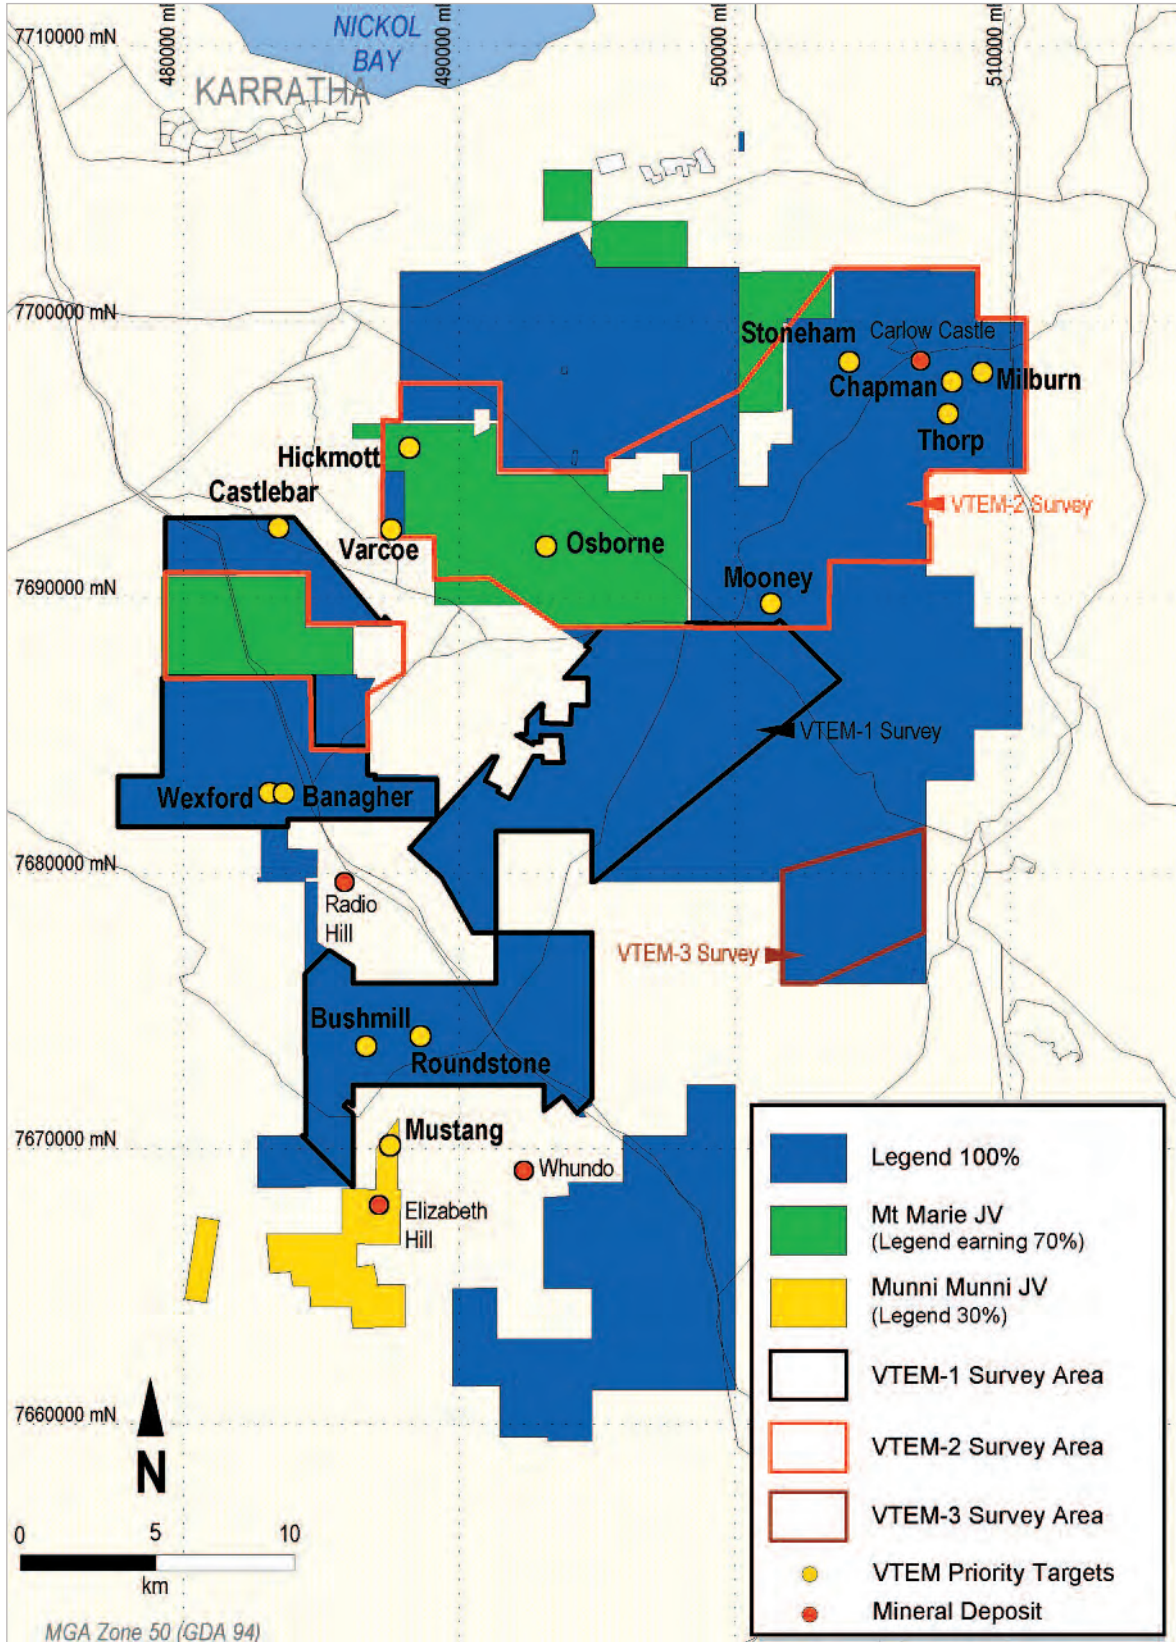 7710000 mN
480000 mE
490000 m
500000 m
510000 m
NICKOL
BAY
KARRATHA
7700000 mN
Stoneham
Carlow Castle
Chapman
Milburn
Thorp
Hickmott
Castlebar
Varcoe
Osborne
VTEM-2 Survey
Mooney
7690000 mN
VTEM-1 Survey
Wexford
Banagher
7680000 mN
Radio
Hill
VTEM-3 Survey
Bushmill
Roundstone
Mustang
7670000 mN
Whundo
Elizabeth
Hill
7660000 mN
N
0 5 10
km
MGA Zone 50 (GDA 94)
Legend 100%
Mt Marie JV
(Legend earning 70%)
Munni Munni JV
(Legend 30%)
VTEM-1 Survey Area
VTEM-2 Survey Area
VTEM-3 Survey Area
VTEM Priority Targets
Mineral Deposit